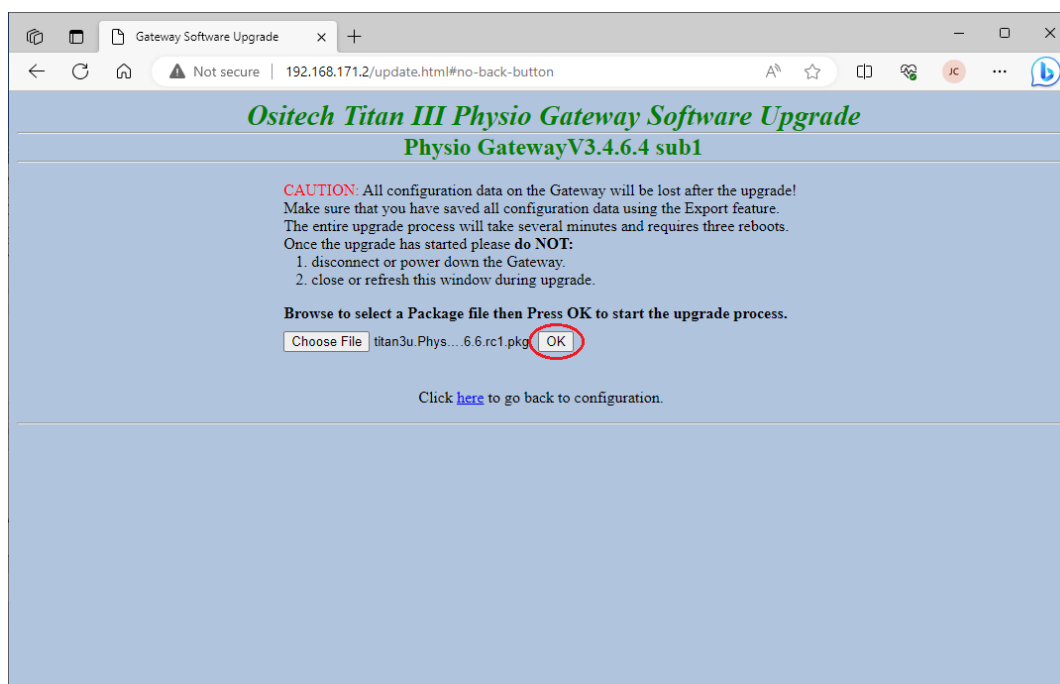 Gateway Software Upgrade
Not secure | 192.168.171.2/update.html#no-back-button
A
JC
Ositech Titan III Physio Gateway Software Upgrade
Physio GatewayV3.4.6.4 sub1
CAUTION: All configuration data on the Gateway will be lost after the upgrade!
Make sure that you have saved all configuration data using the Export feature.
The entire upgrade process will take several minutes and requires three reboots.
Once the upgrade has started please do NOT:
1. disconnect or power down the Gateway.
2. close or refresh this window during upgrade.
Browse to select a Package file then Press OK to start the upgrade process.
Choose File titan3u.Phys....6.6.rc1.pkg OK
Click here to go back to configuration.